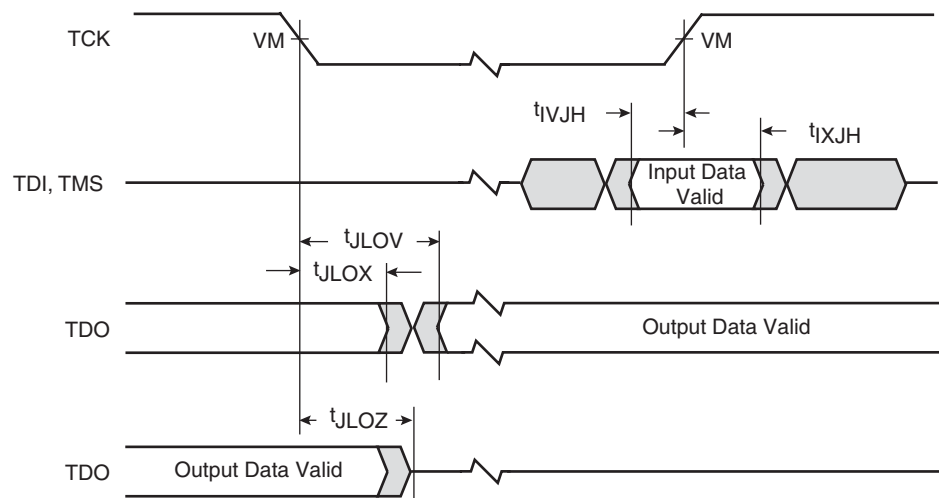 TCK
VM
VM
tIVJH
tIXJH
TDI, TMS
Input Data
Valid
tJLOV
tJLOX
TDO
Output Data Valid
tJLOZ
TDO
Output Data Valid